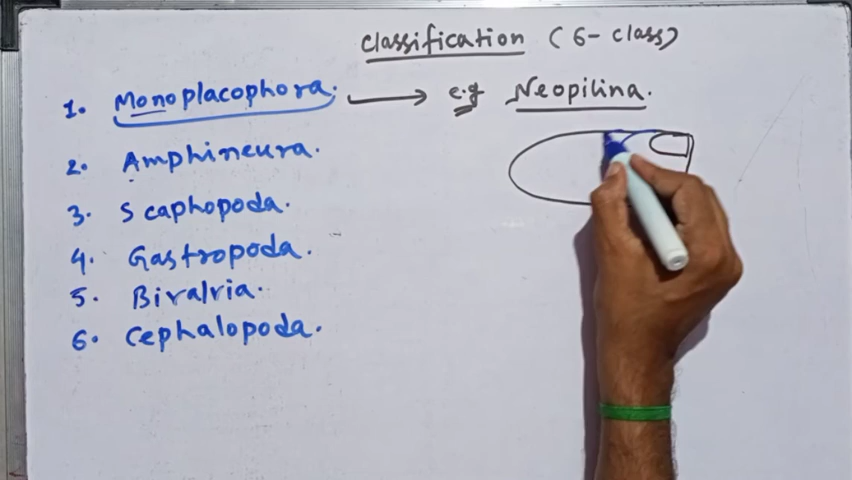 Classification (6-class)
1. Monoplacophora. → e.g Neopilina.
2. Amphineura.
3. Scaphopoda.
4. Gastropoda.
5. Bivalvia.
6. Cephalopoda.